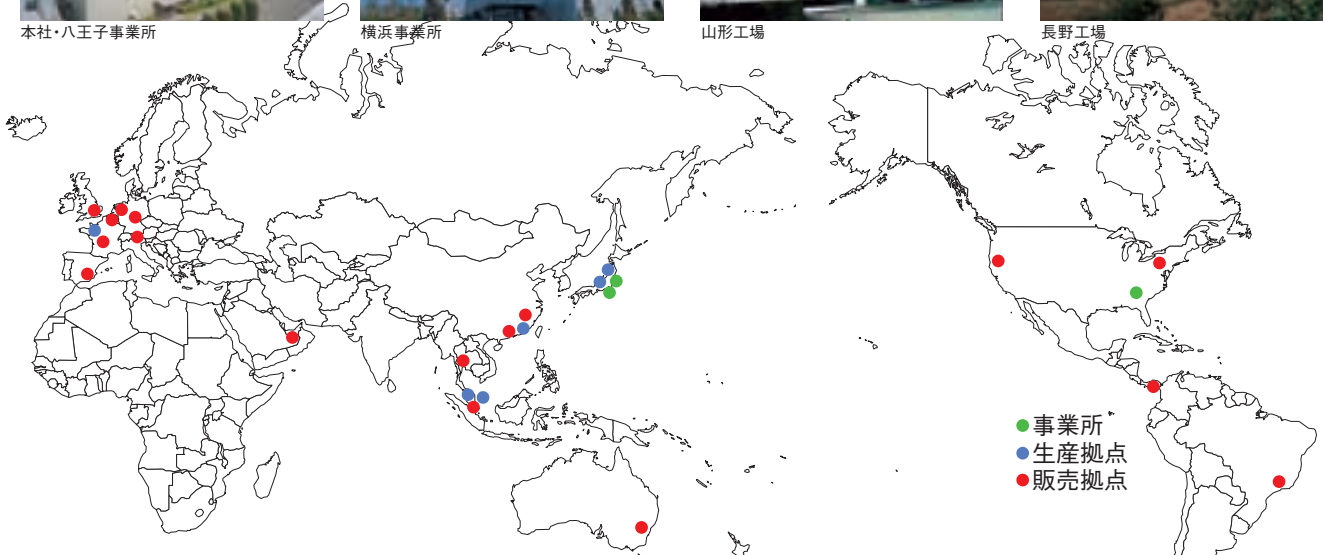 本社・八王子事業所
横浜事業所
山形工場
長野工場
事業所
生産拠点
販売拠点